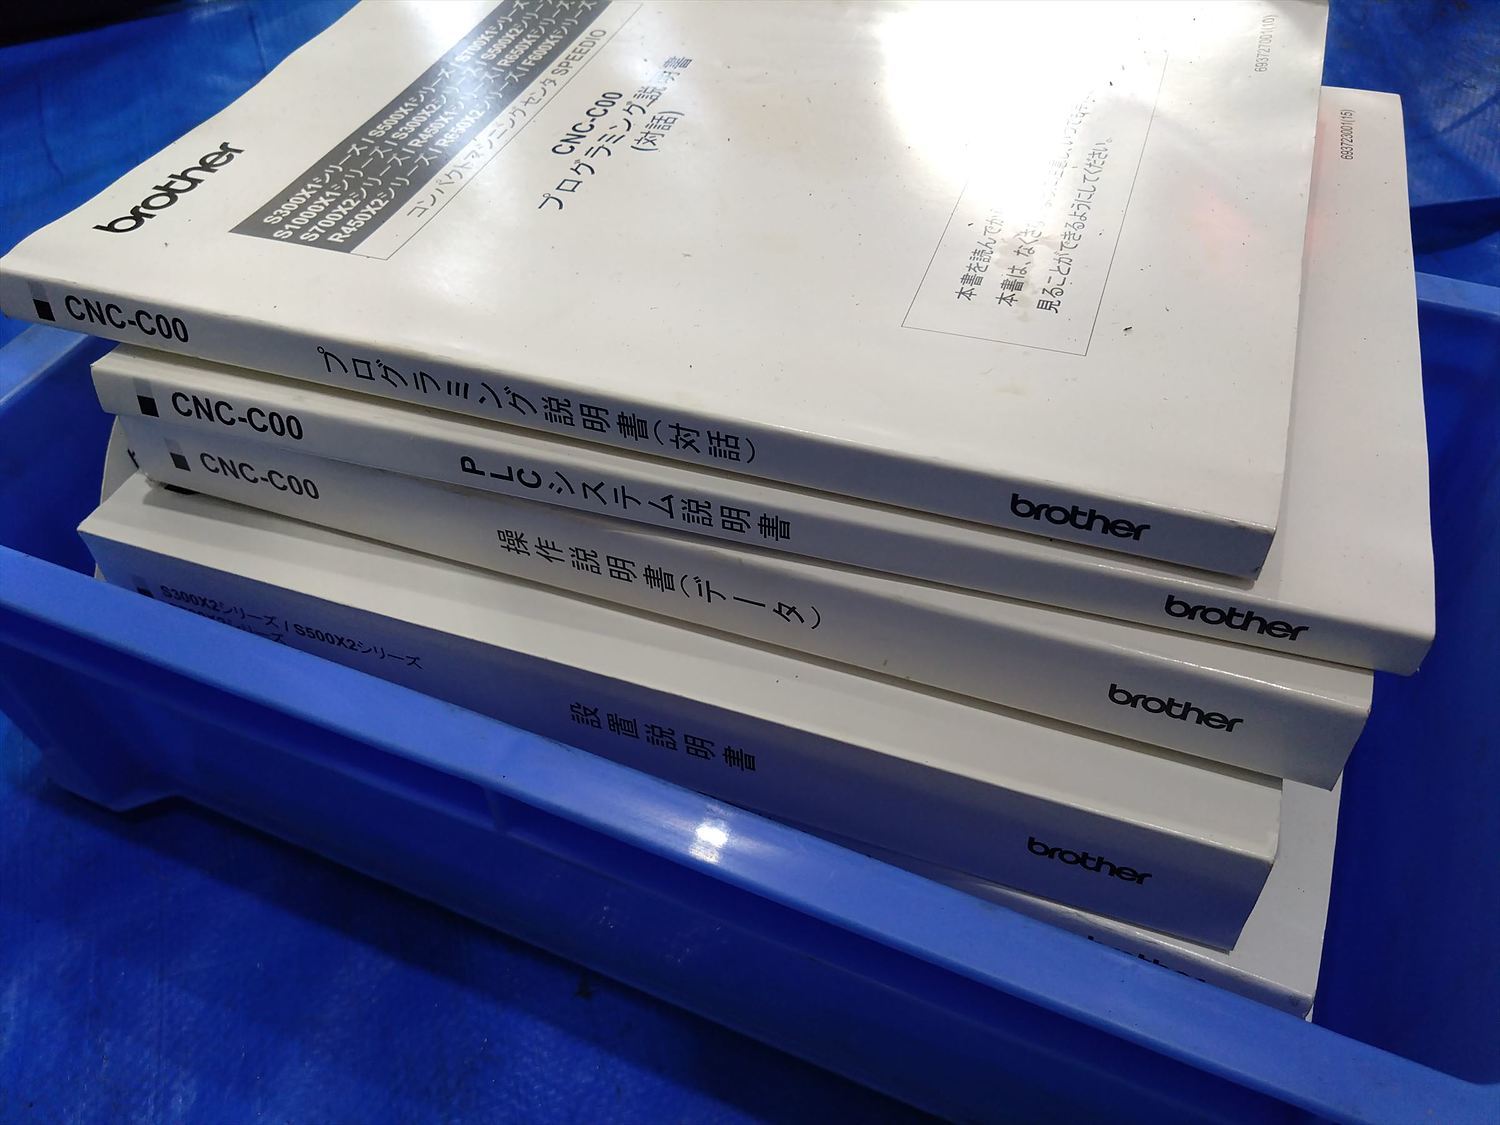 brother
S300X1シリーズ / S500X1シリーズ / S700X1シリーズ
S1000X1シリーズ / S300X2シリーズ / S500X2シリーズ
S700X2シリーズ / R450X1シリーズ / R650X1シリーズ
R450X2シリーズ / R650X2シリーズ / F600X1シリーズ
コンパクトマシニングセンタ SPEEDIO
CNC-C00
プログラミング説明書
(対話)
本書を読んでから
本書は、なくさ
見ることができるようにしてください。
693727001(10)
693723001(15)
CNC-C00 プログラミング説明書(対話) brother
CNC-C00 PLCシステム説明書 brother
CNC-C00 操作説明書(データ) brother
S300X2シリーズ / S500X2シリーズ
設置説明書 brother
brother